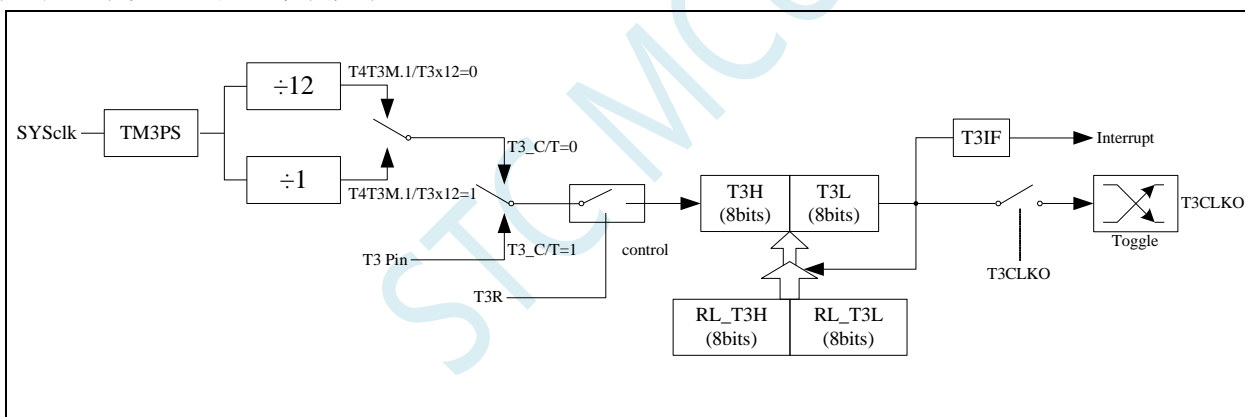 ÷12
T4T3M.1/T3x12=0
SYSclk
TM3PS
T3IF
Interrupt
T3_C/T=0
÷1
T4T3M.1/T3x12=1
T3H
(8bits)
T3L
(8bits)
T3CLKO
Toggle
T3 Pin
T3_C/T=1
control
T3CLKO
T3R
RL_T3H
(8bits)
RL_T3L
(8bits)